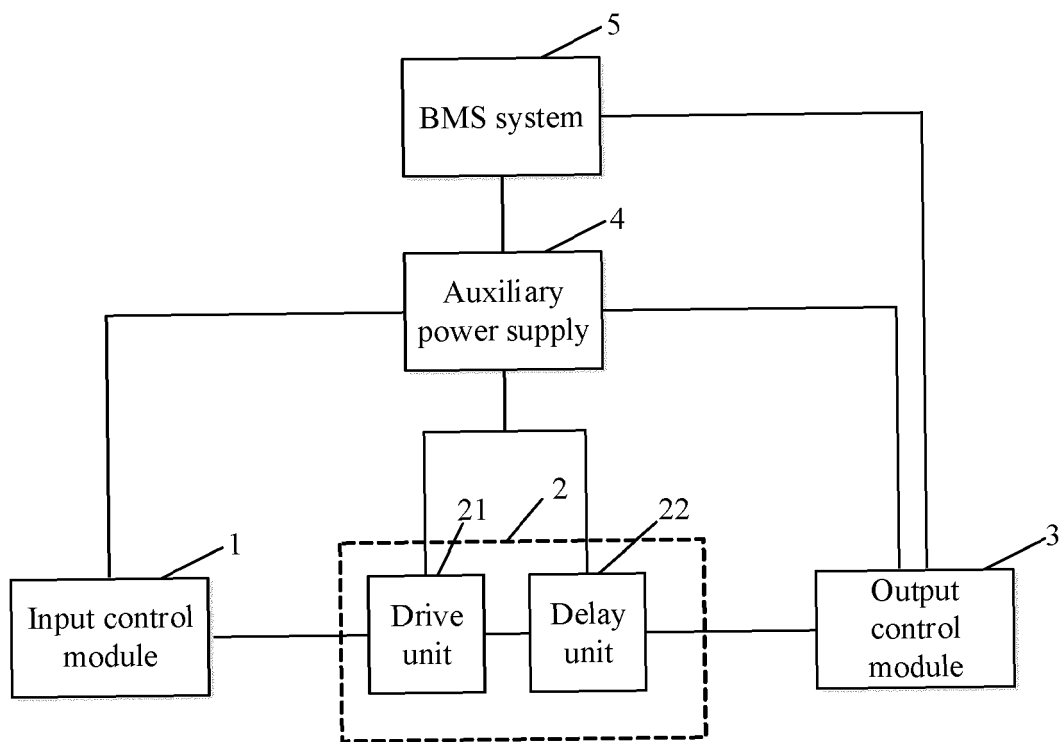 5
BMS system
4
Auxiliary
power supply
2
21
22
1
3
Input control
module
Drive
unit
Delay
unit
Output
control
module